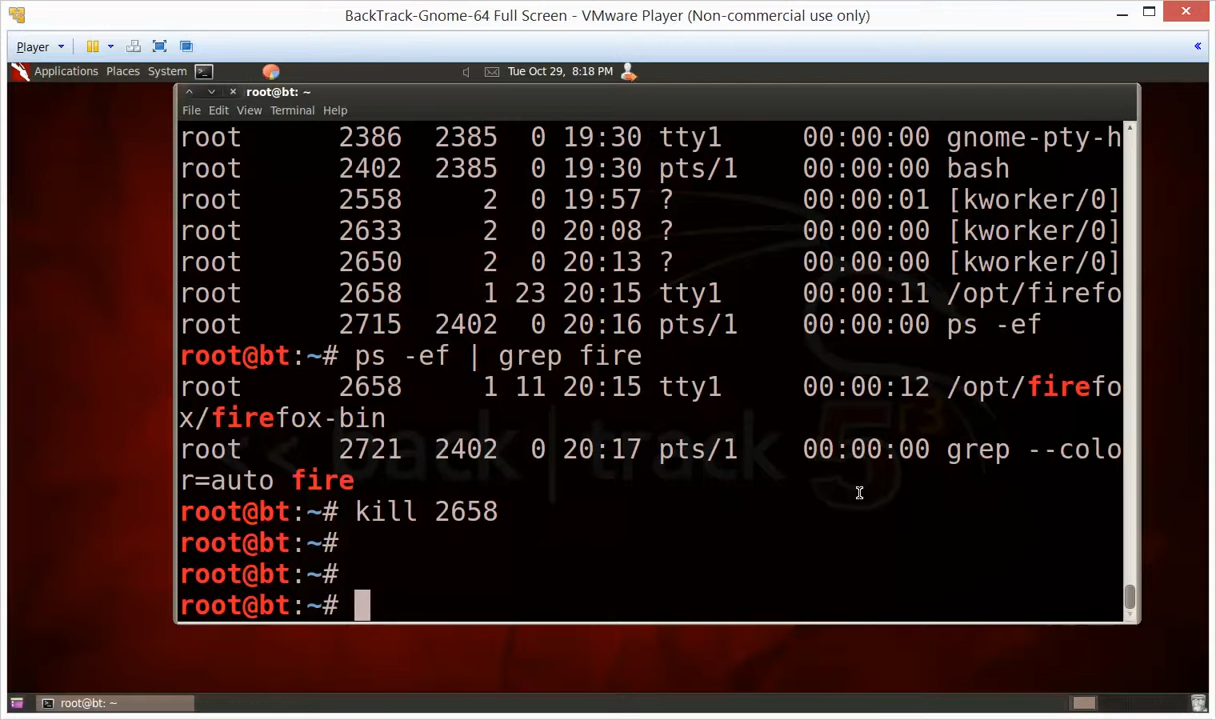 BackTrack-Gnome-64 Full Screen - VMware Player (Non-commercial use only)
Player
Applications Places System Tue Oct 29, 8:18 PM
root@bt: ~
File Edit View Terminal Help
root 2386 2385 0 19:30 tty1 00:00:00 gnome-pty-h
root 2402 2385 0 19:30 pts/1 00:00:00 bash
root 2558 2 0 19:57 ? 00:00:01 [kworker/0]
root 2633 2 0 20:08 ? 00:00:00 [kworker/0]
root 2650 2 0 20:13 ? 00:00:00 [kworker/0]
root 2658 1 23 20:15 tty1 00:00:11 /opt/firefo
root 2715 2402 0 20:16 pts/1 00:00:00 ps -ef
root@bt:~# ps -ef | grep fire
root 2658 1 11 20:15 tty1 00:00:12 /opt/firefo
x/firefox-bin
root 2721 2402 0 20:17 pts/1 00:00:00 grep --colo
r=auto fire
root@bt:~# kill 2658
root@bt:~#
root@bt:~#
root@bt:~#
<< back | track 5 r3
root@bt: ~